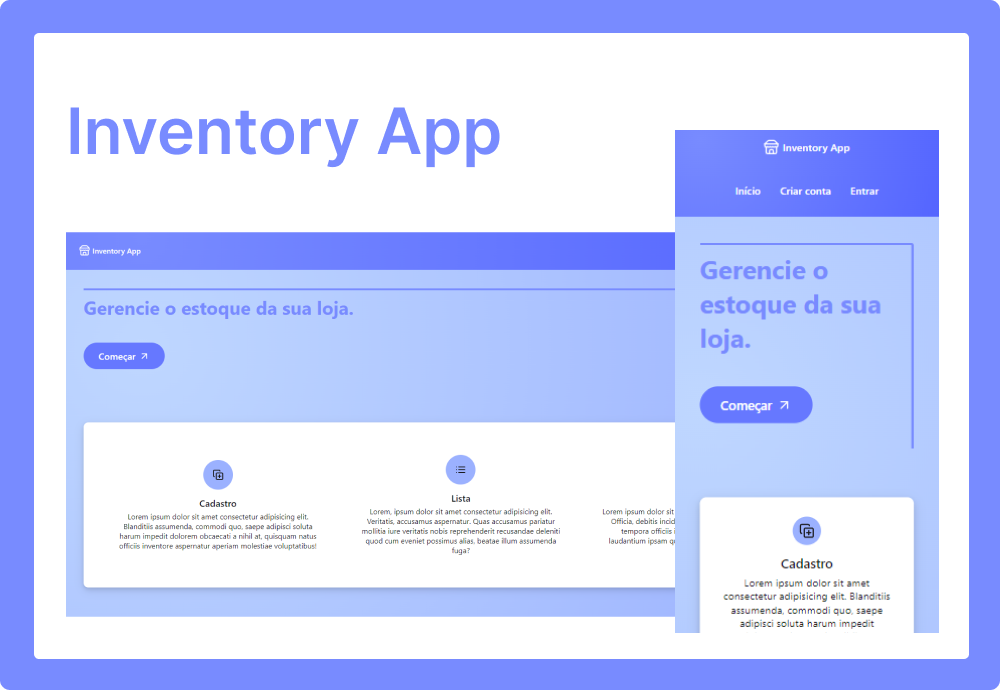 Inventory App
Inventory App
Gerencie o estoque da sua loja.
Começar
Cadastro
Lorem ipsum dolor sit amet consectetur adipisicing elit.
Blanditiis assumenda, commodi quo, saepe adipisci soluta
harum impedit dolorem obcaecati a nihil at, quisquam natus
officiis inventore aspernatur aperiam molestiae voluptatibus!
Lista
Lorem, ipsum dolor sit amet consectetur adipisicing elit.
Veritatis, accusamus aspernatur. Quas accusamus pariatur
mollitia iure veritatis nobis reprehenderit recusandae deleniti
quod cum eveniet possimus alias. beatae illum assumenda
fuga?
Lorem ipsum dolor sit
Officia, debitis incid
tempora officiis i
laudantium ipsam q
Inventory App
Início Criar conta Entrar
Gerencie o
estoque da sua
loja.
Começar
Cadastro
Lorem ipsum dolor sit amet
consectetur adipisicing elit. Blanditiis
assumenda, commodi quo, saepe
adipisci soluta harum impedit